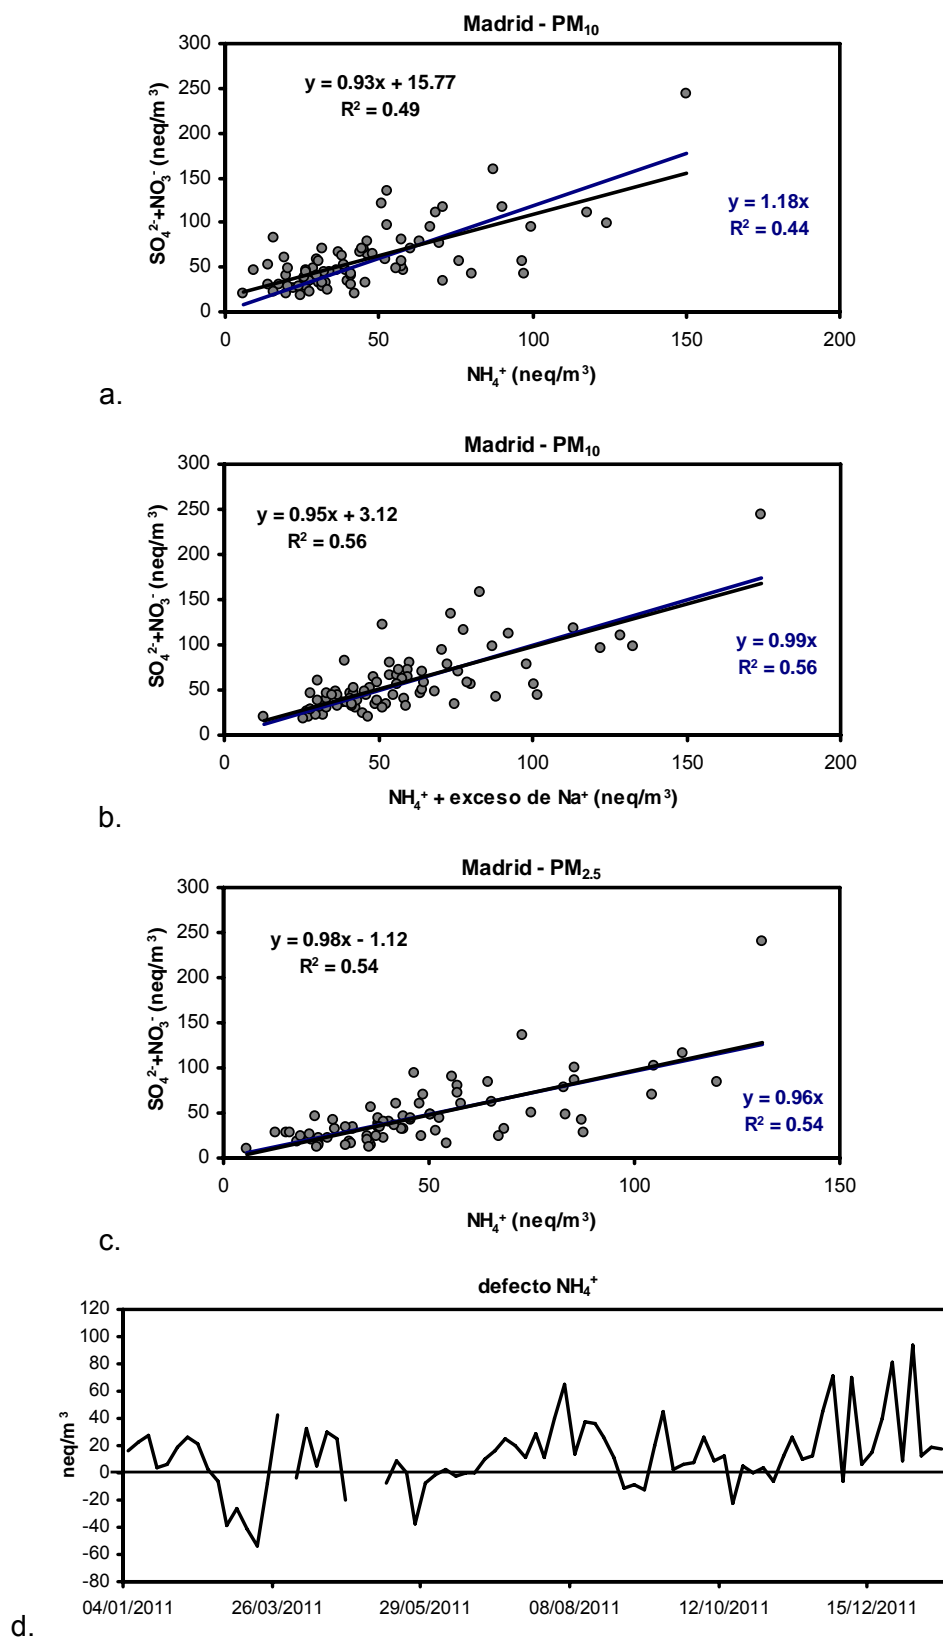 Madrid - PM₁₀
300
250
200
150
100
50
0
SO₄²⁻+NO₃⁻ (neq/m³)
y = 0.93x + 15.77
R² = 0.49
y = 1.18x
R² = 0.44
0 50 100 150 200
NH₄⁺ (neq/m³)
a.
Madrid - PM₁₀
300
250
200
150
100
50
0
SO₄²⁻+NO₃⁻ (neq/m³)
y = 0.95x + 3.12
R² = 0.56
y = 0.99x
R² = 0.56
0 50 100 150 200
NH₄⁺ + exceso de Na⁺ (neq/m³)
b.
Madrid - PM₂.₅
300
250
200
150
100
50
0
SO₄²⁻+NO₃⁻ (neq/m³)
y = 0.98x - 1.12
R² = 0.54
y = 0.96x
R² = 0.54
0 50 100 150
NH₄⁺ (neq/m³)
c.
defecto NH₄⁺
120
100
80
60
40
20
0
-20
-40
-60
-80
neq/m³
04/01/2011 26/03/2011 29/05/2011 08/08/2011 12/10/2011 15/12/2011
d.